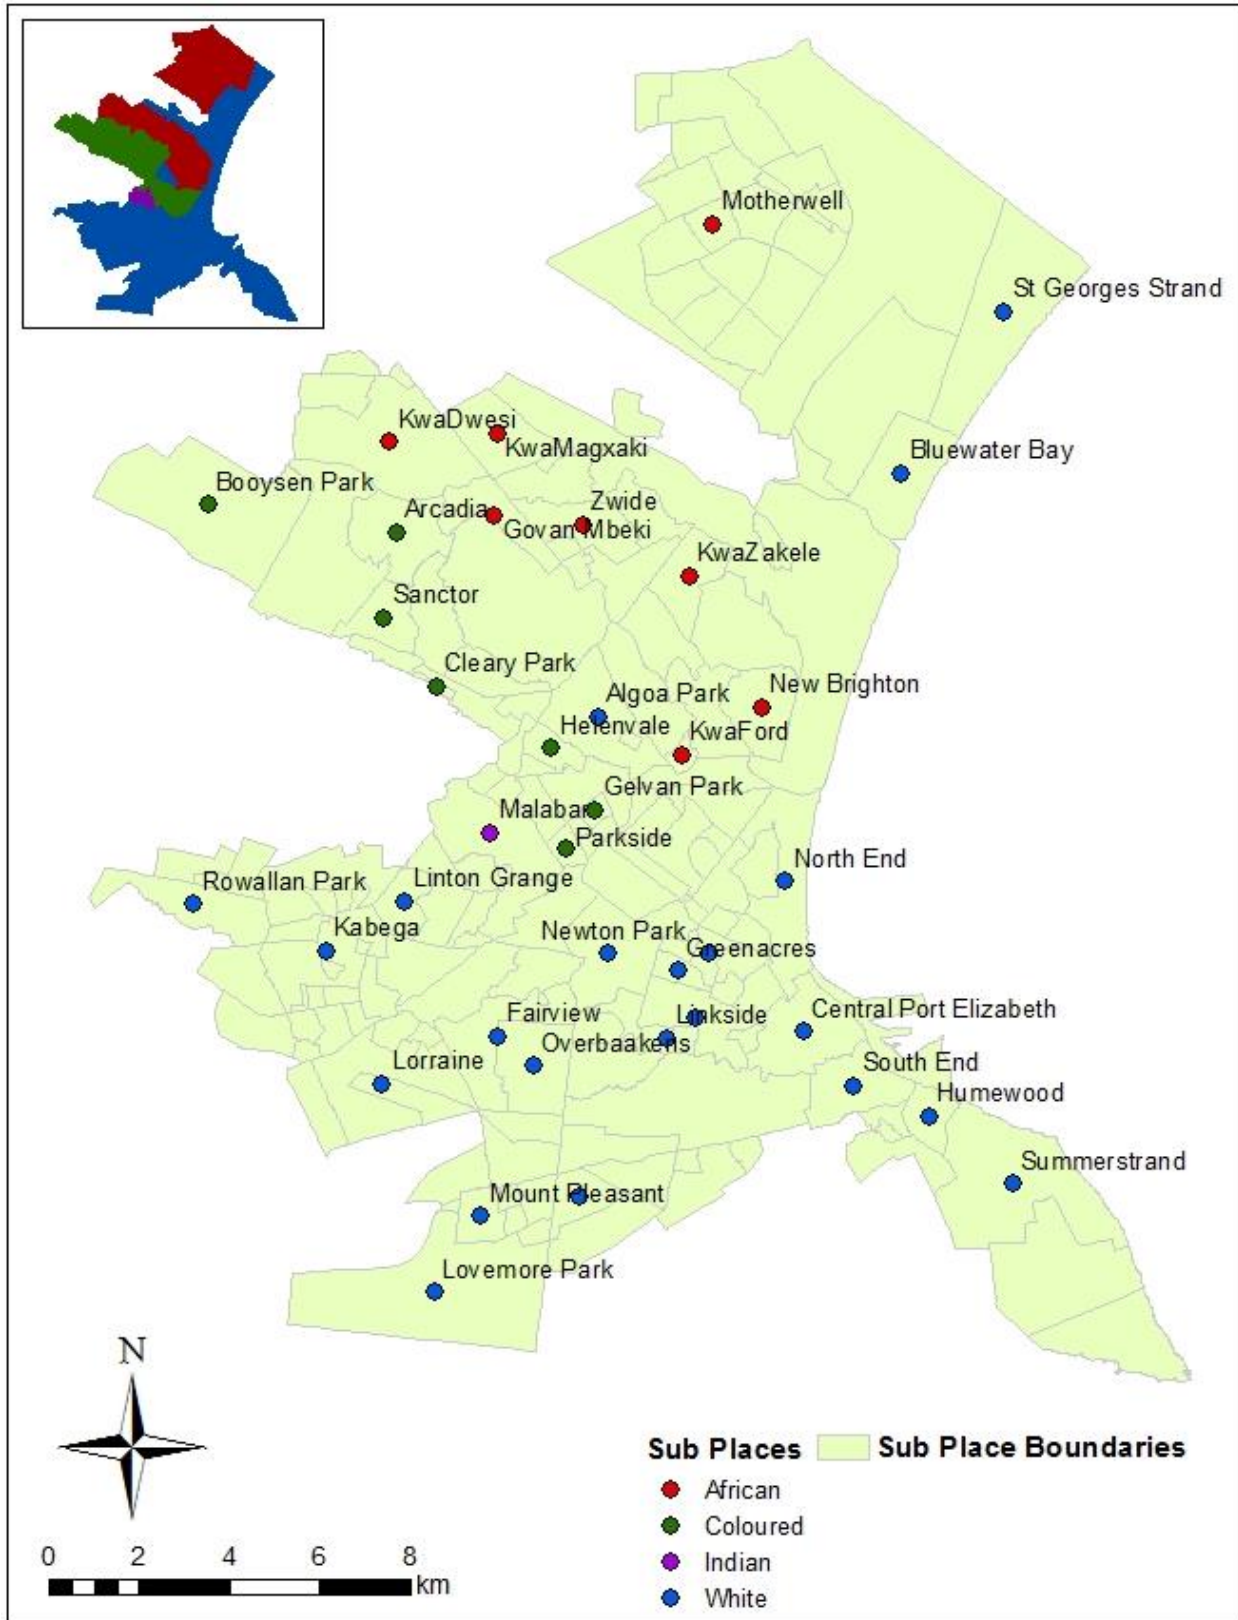 Motherwell
St Georges Strand
KwaDwesi
KwaMagxaki
Bluewater Bay
Booysen Park
Arcadia
Zwide
Govan Mbeki
KwaZakele
Sanctor
Cleary Park
New Brighton
Algoa Park
Helenvale
KwaFord
Gelvan Park
Malabar
Parkside
North End
Rowallan Park
Linton Grange
Kabega
Newton Park
Greenacres
Fairview
Linkside
Central Port Elizabeth
Overbaakens
Lorraine
South End
Humewood
Summerstrand
Mount Pleasant
Lovemore Park
N
Sub Places
Sub Place Boundaries
African
Coloured
Indian
White
0 2 4 6 8
km